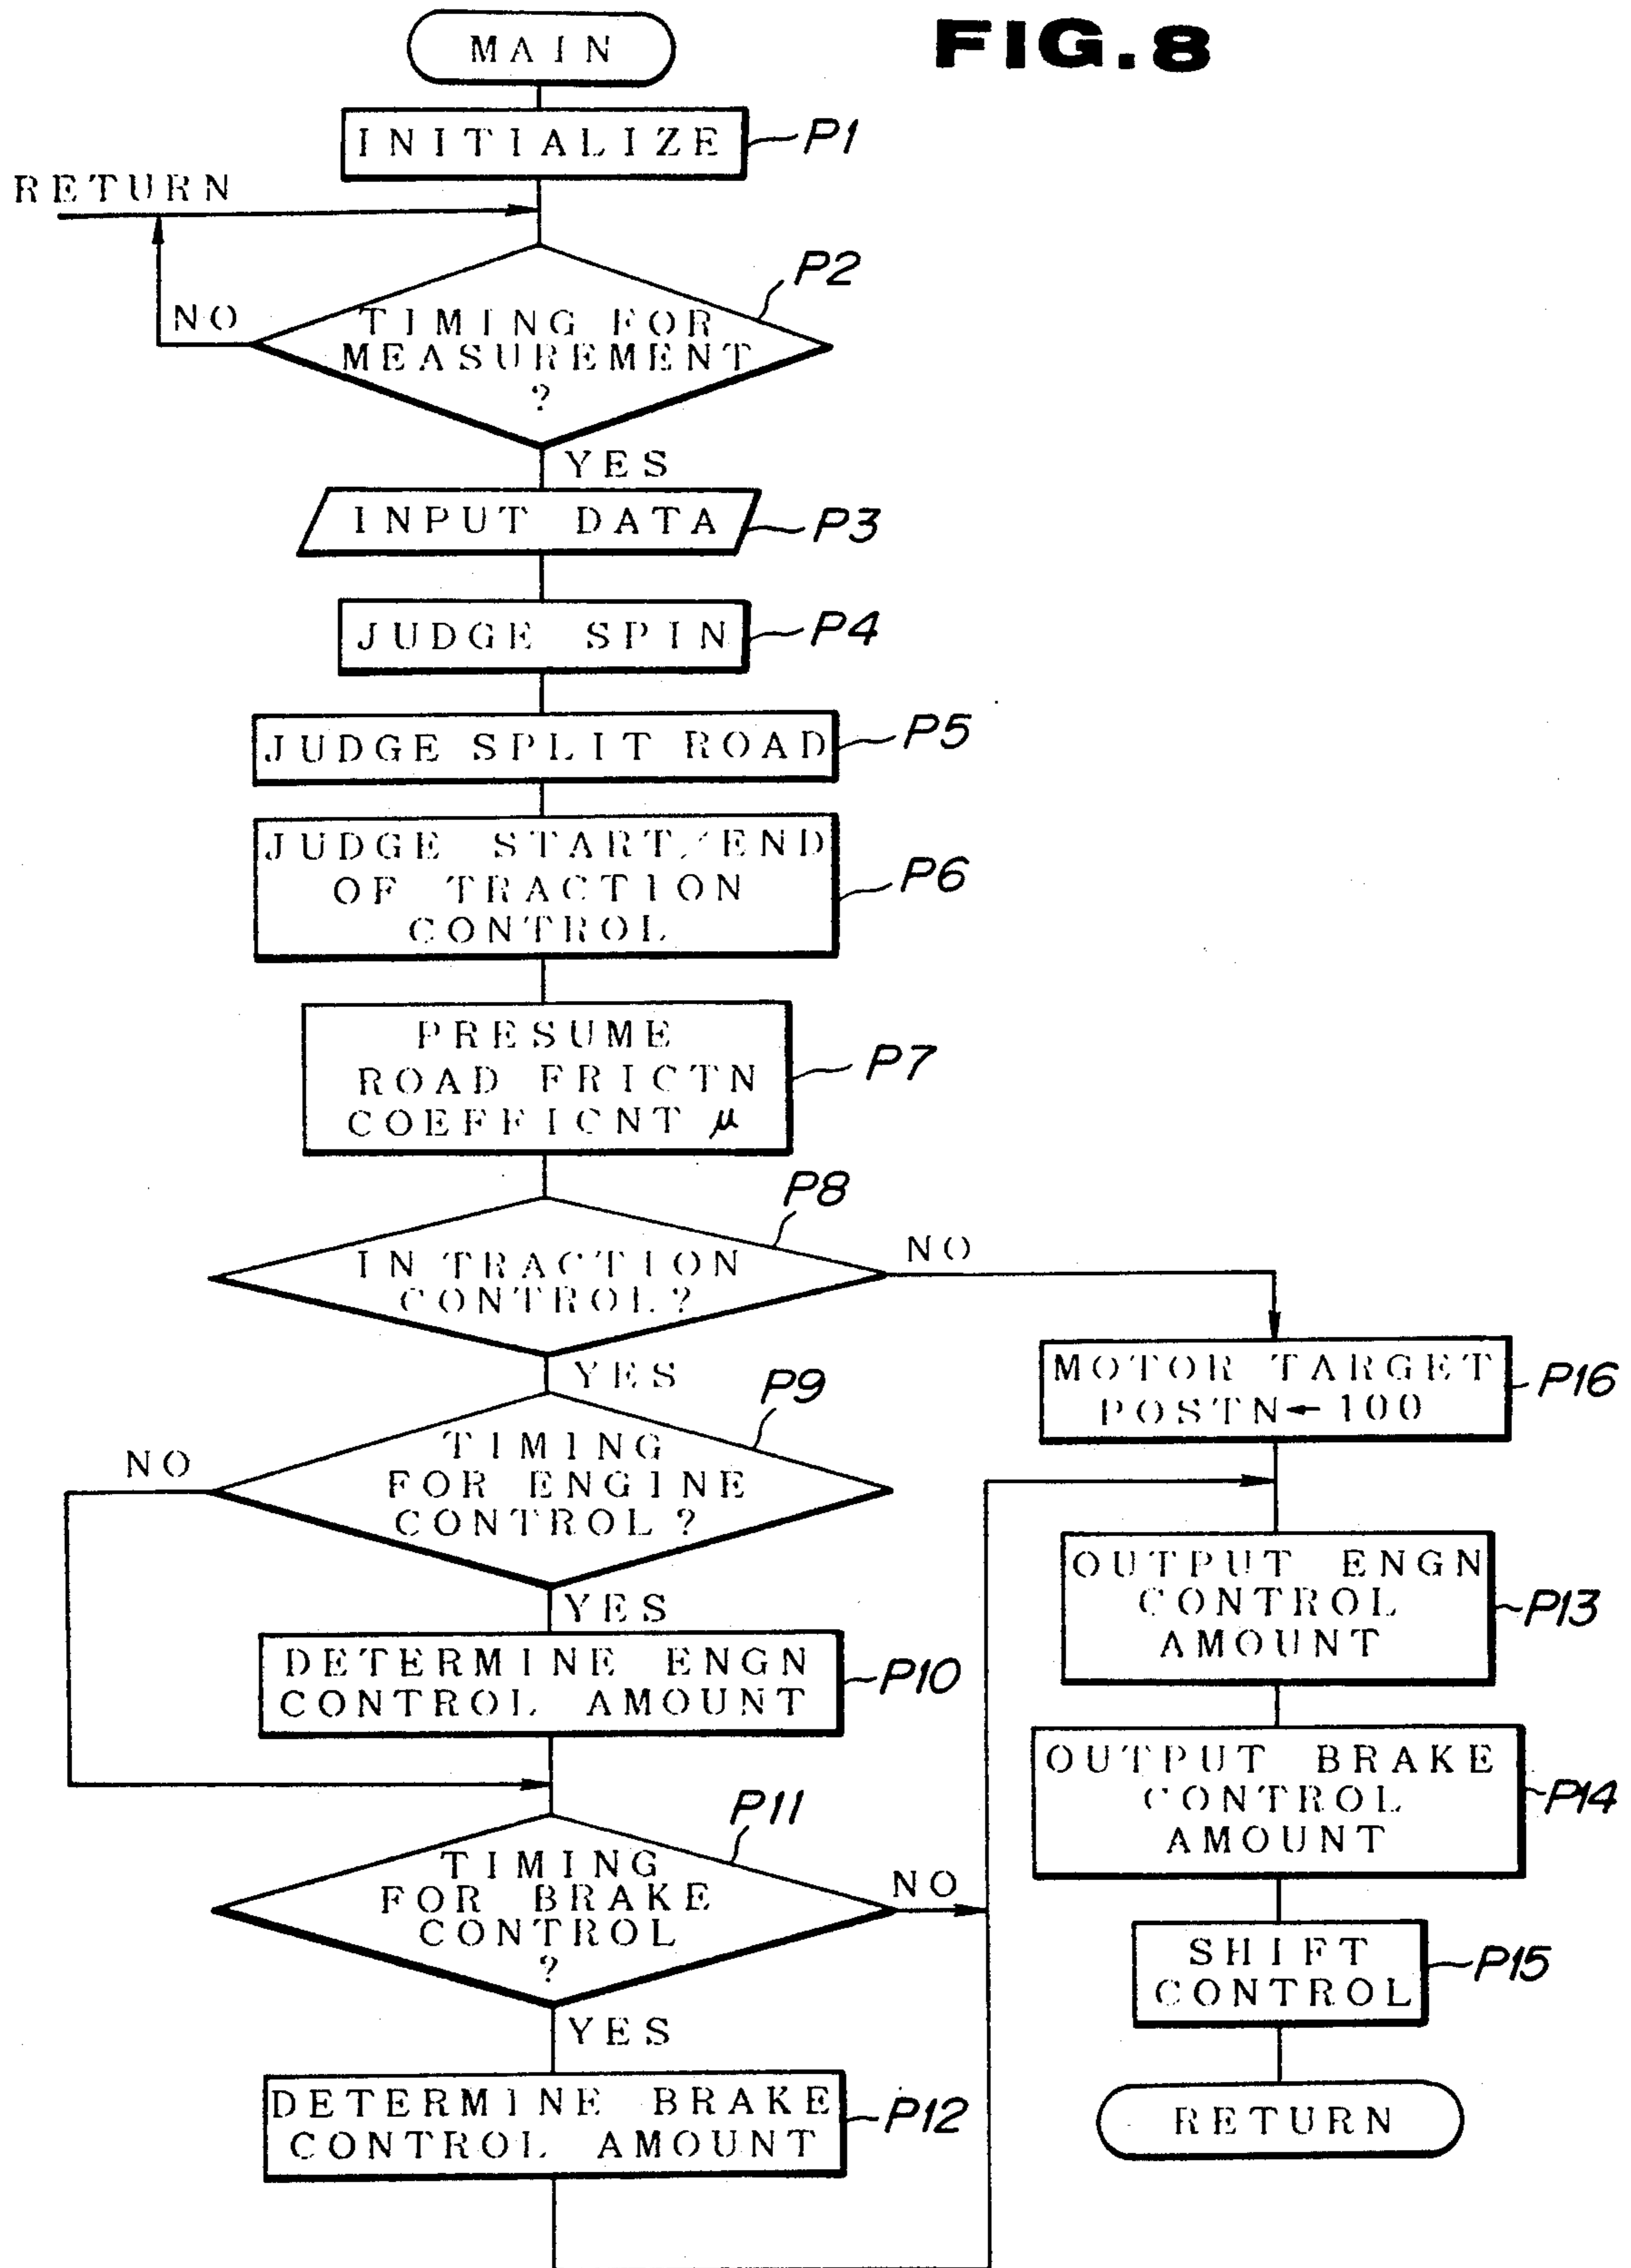 FIG.8
MAIN
INITIALIZE
P1
RETURN
P2
NO
TIMING FOR
MEASUREMENT
?
YES
INPUT DATA
P3
JUDGE SPIN
P4
JUDGE SPLIT ROAD
P5
JUDGE START/END
OF TRACTION
CONTROL
P6
PRESUME
ROAD FRICTN
COEFFICNT μ
P7
P8
IN TRACTION
CONTROL?
NO
YES
P9
TIMING
FOR ENGINE
CONTROL?
NO
YES
DETERMINE ENGN
CONTROL AMOUNT
P10
P11
TIMING
FOR BRAKE
CONTROL
?
NO
YES
DETERMINE BRAKE
CONTROL AMOUNT
P12
MOTOR TARGET
POSTN←100
P16
OUTPUT ENGN
CONTROL
AMOUNT
P13
OUTPUT BRAKE
CONTROL
AMOUNT
P14
SHIFT
CONTROL
P15
RETURN